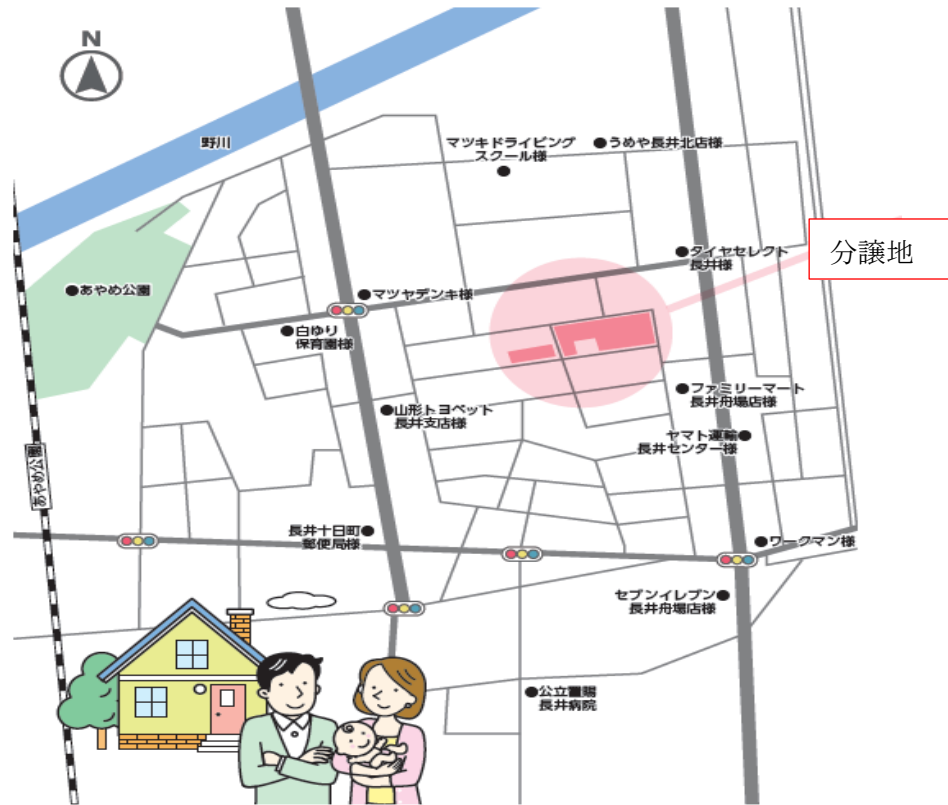 N
野川
マツキドライビング
スクール様
うめや長井北店様
ダイヤセレクト
長井様
分譲地
あやめ公園
マツヤデンキ様
白ゆり
保育園様
山形トヨペット
長井支店様
ファミリーマート
長井舟場店様
ヤマト運輸
長井センター様
あやめ公園
長井十日町
郵便局様
ワークマン様
セブンイレブン
長井舟場店様
公立置賜
長井病院